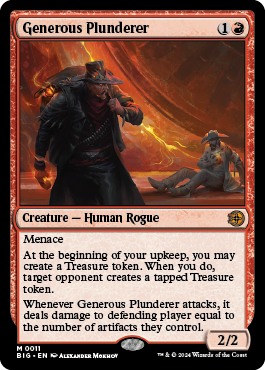 Generous Plunderer 1
Creature — Human Rogue
Menace
At the beginning of your upkeep, you may
create a Treasure token. When you do,
target opponent creates a tapped Treasure
token.
Whenever Generous Plunderer attacks, it
deals damage to defending player equal to
the number of artifacts they control.
2/2
M 0011
BIG • EN Alexander Mokhov
™ & © 2024 Wizards of the Coast